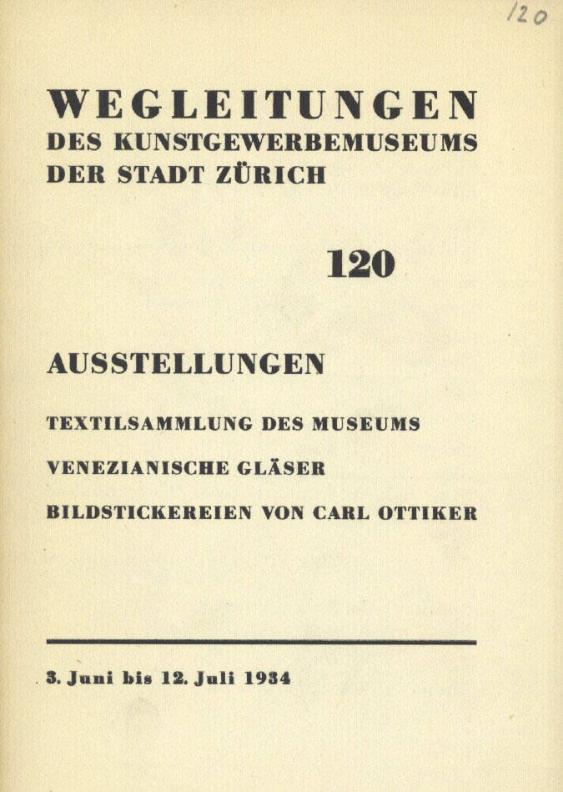 120
WEGLEITUNGEN
DES KUNSTGEWERBEMUSEUMS
DER STADT ZÜRICH
120
AUSSTELLUNGEN
TEXTILSAMMLUNG DES MUSEUMS
VENEZIANISCHE GLÄSER
BILDSTICKEREIEN VON CARL OTTIKER
3. Juni bis 12. Juli 1934